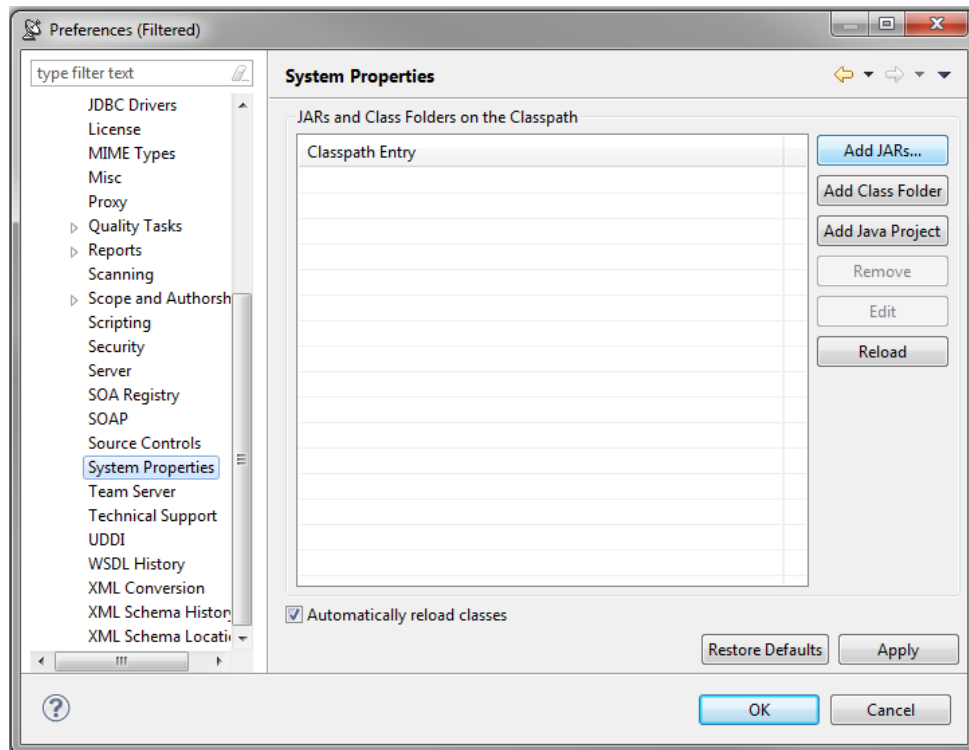 Preferences (Filtered)
type filter text
JDBC Drivers
License
MIME Types
Misc
Proxy
Quality Tasks
Reports
Scanning
Scope and Authorsh
Scripting
Security
Server
SOA Registry
SOAP
Source Controls
System Properties
Team Server
Technical Support
UDDI
WSDL History
XML Conversion
XML Schema Histor
XML Schema Locati
System Properties
JARs and Class Folders on the Classpath
Classpath Entry
Add JARs...
Add Class Folder
Add Java Project
Remove
Edit
Reload
Automatically reload classes
Restore Defaults
Apply
OK
Cancel